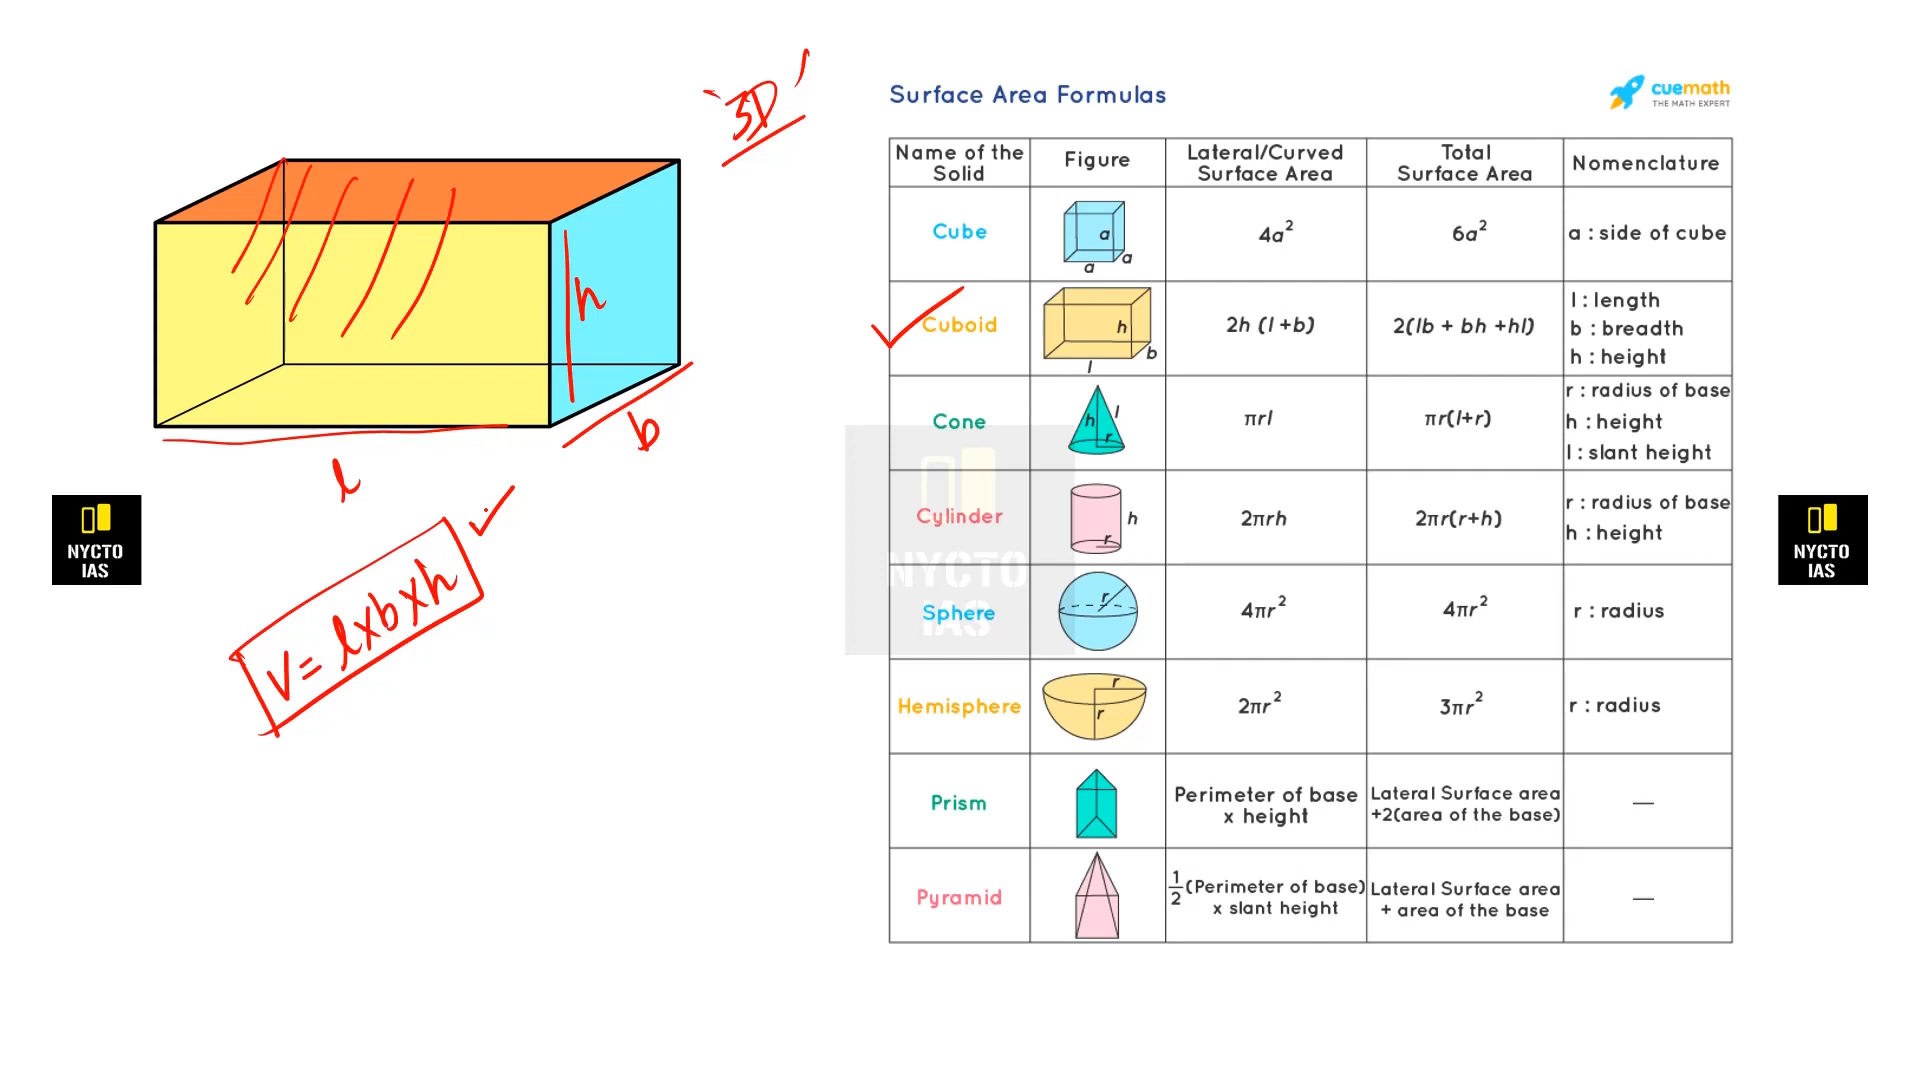 '3D'
h
b
l
V = l x b x h
NYCTO
IAS
Surface Area Formulas
cuemath
THE MATH EXPERT
Name of the
Solid
Figure
Lateral/Curved
Surface Area
Total
Surface Area
Nomenclature
Cube
a
a
a
4a²
6a²
a : side of cube
Cuboid
h
b
l
2h (l +b)
2(lb + bh +hl)
l : length
b : breadth
h : height
Cone
h
l
r
πrl
πr(l+r)
r : radius of base
h : height
l : slant height
Cylinder
h
r
2πrh
2πr(r+h)
r : radius of base
h : height
Sphere
r
4πr²
4πr²
r : radius
Hemisphere
r
r
2πr²
3πr²
r : radius
Prism
Perimeter of base
x height
Lateral Surface area
+2(area of the base)
—
Pyramid
1/2 (Perimeter of base)
x slant height
Lateral Surface area
+ area of the base
—
NYCTO
IAS
NYCTO
IAS